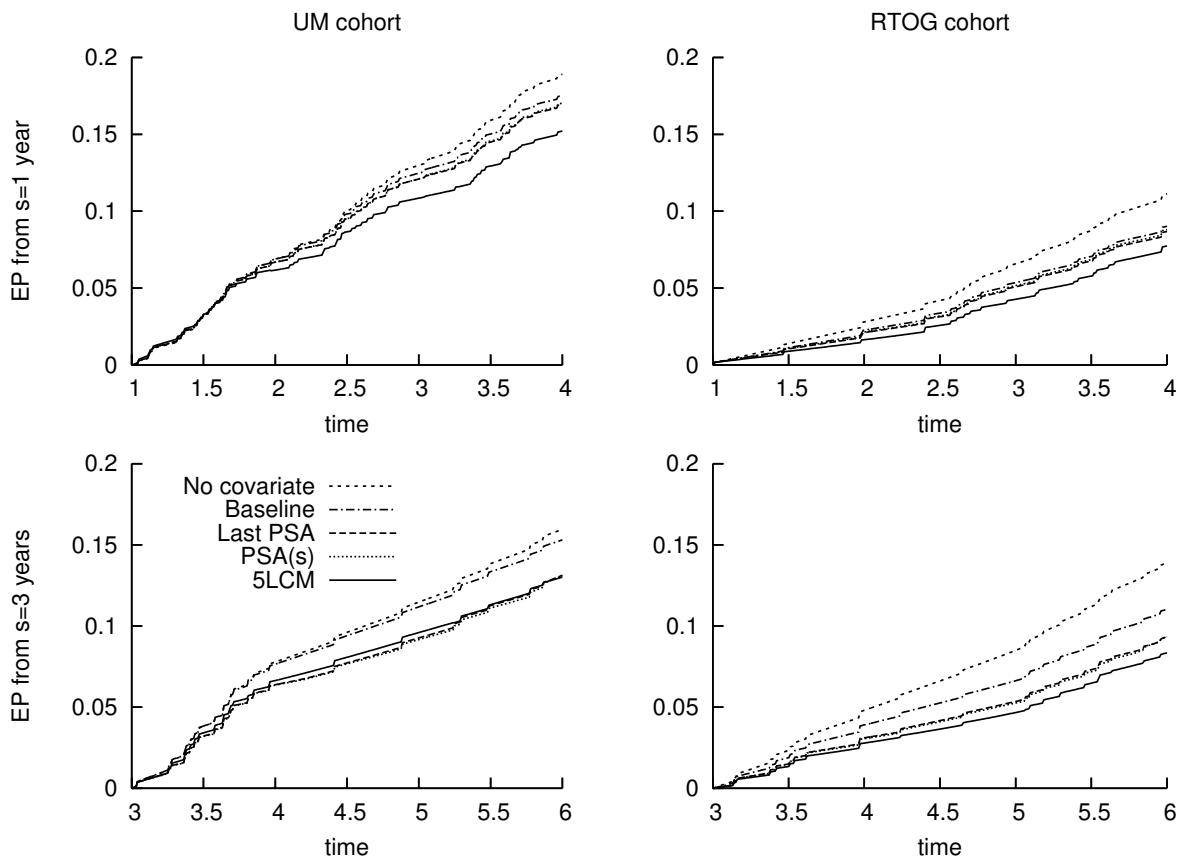 UM cohort
RTOG cohort
EP from s=1 year
0.2
0.15
0.1
0.05
0
1 1.5 2 2.5 3 3.5 4
time
0.2
0.15
0.1
0.05
0
1 1.5 2 2.5 3 3.5 4
time
EP from s=3 years
0.2
0.15
0.1
0.05
0
No covariate
Baseline
Last PSA
PSA(s)
5LCM
3 3.5 4 4.5 5 5.5 6
time
0.2
0.15
0.1
0.05
0
3 3.5 4 4.5 5 5.5 6
time